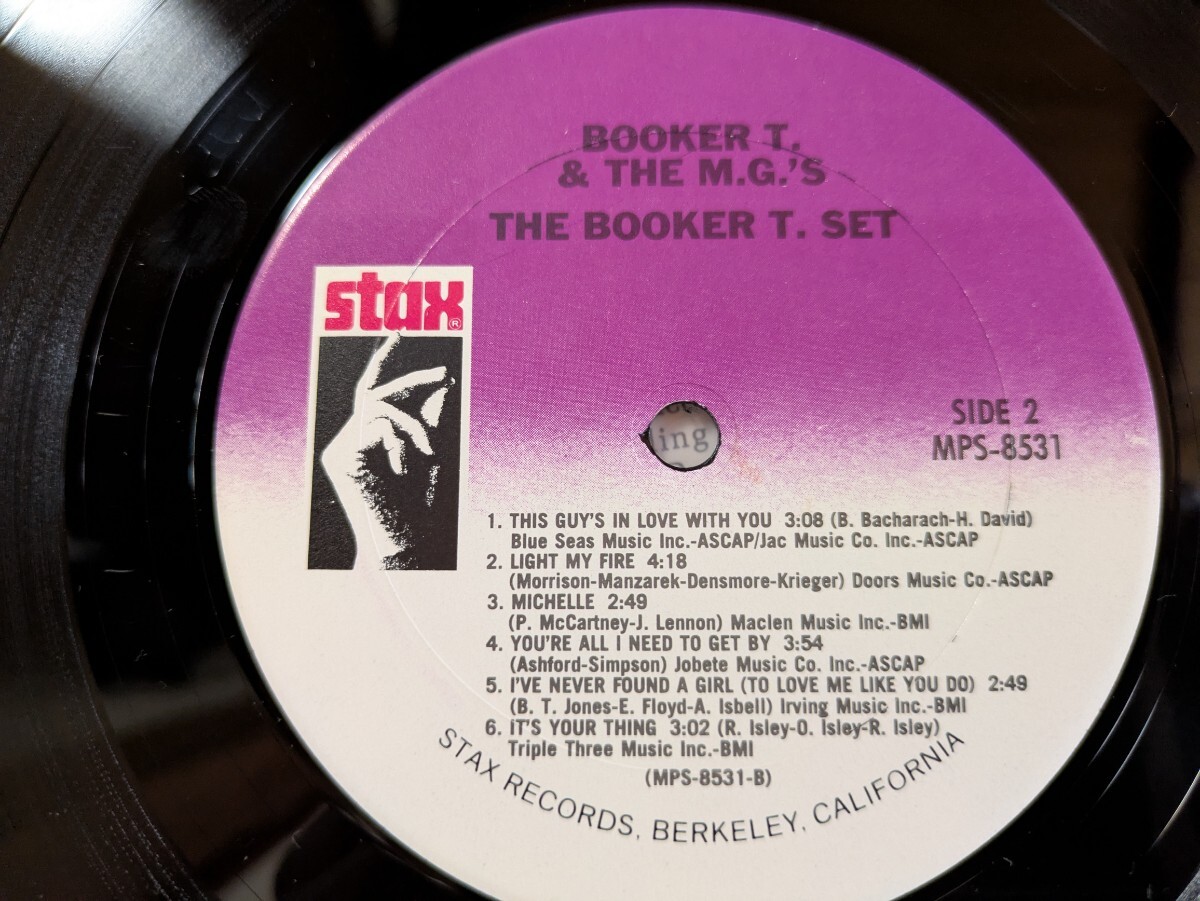 BOOKER T.
& THE M.G.'S
THE BOOKER T. SET
stax®
ing
SIDE 2
MPS-8531
1. THIS GUY'S IN LOVE WITH YOU 3:08 (B. Bacharach-H. David)
Blue Seas Music Inc.-ASCAP/Jac Music Co. Inc.-ASCAP
2. LIGHT MY FIRE 4:18
(Morrison-Manzarek-Densmore-Krieger) Doors Music Co.-ASCAP
3. MICHELLE 2:49
(P. McCartney-J. Lennon) Maclen Music Inc.-BMI
4. YOU'RE ALL I NEED TO GET BY 3:54
(Ashford-Simpson) Jobete Music Co. Inc.-ASCAP
5. I'VE NEVER FOUND A GIRL (TO LOVE ME LIKE YOU DO) 2:49
(B. T. Jones-E. Floyd-A. Isbell) Irving Music Inc.-BMI
6. IT'S YOUR THING 3:02 (R. Isley-O. Isley-R. Isley)
Triple Three Music Inc.-BMI
(MPS-8531-B)
STAX RECORDS, BERKELEY, CALIFORNIA